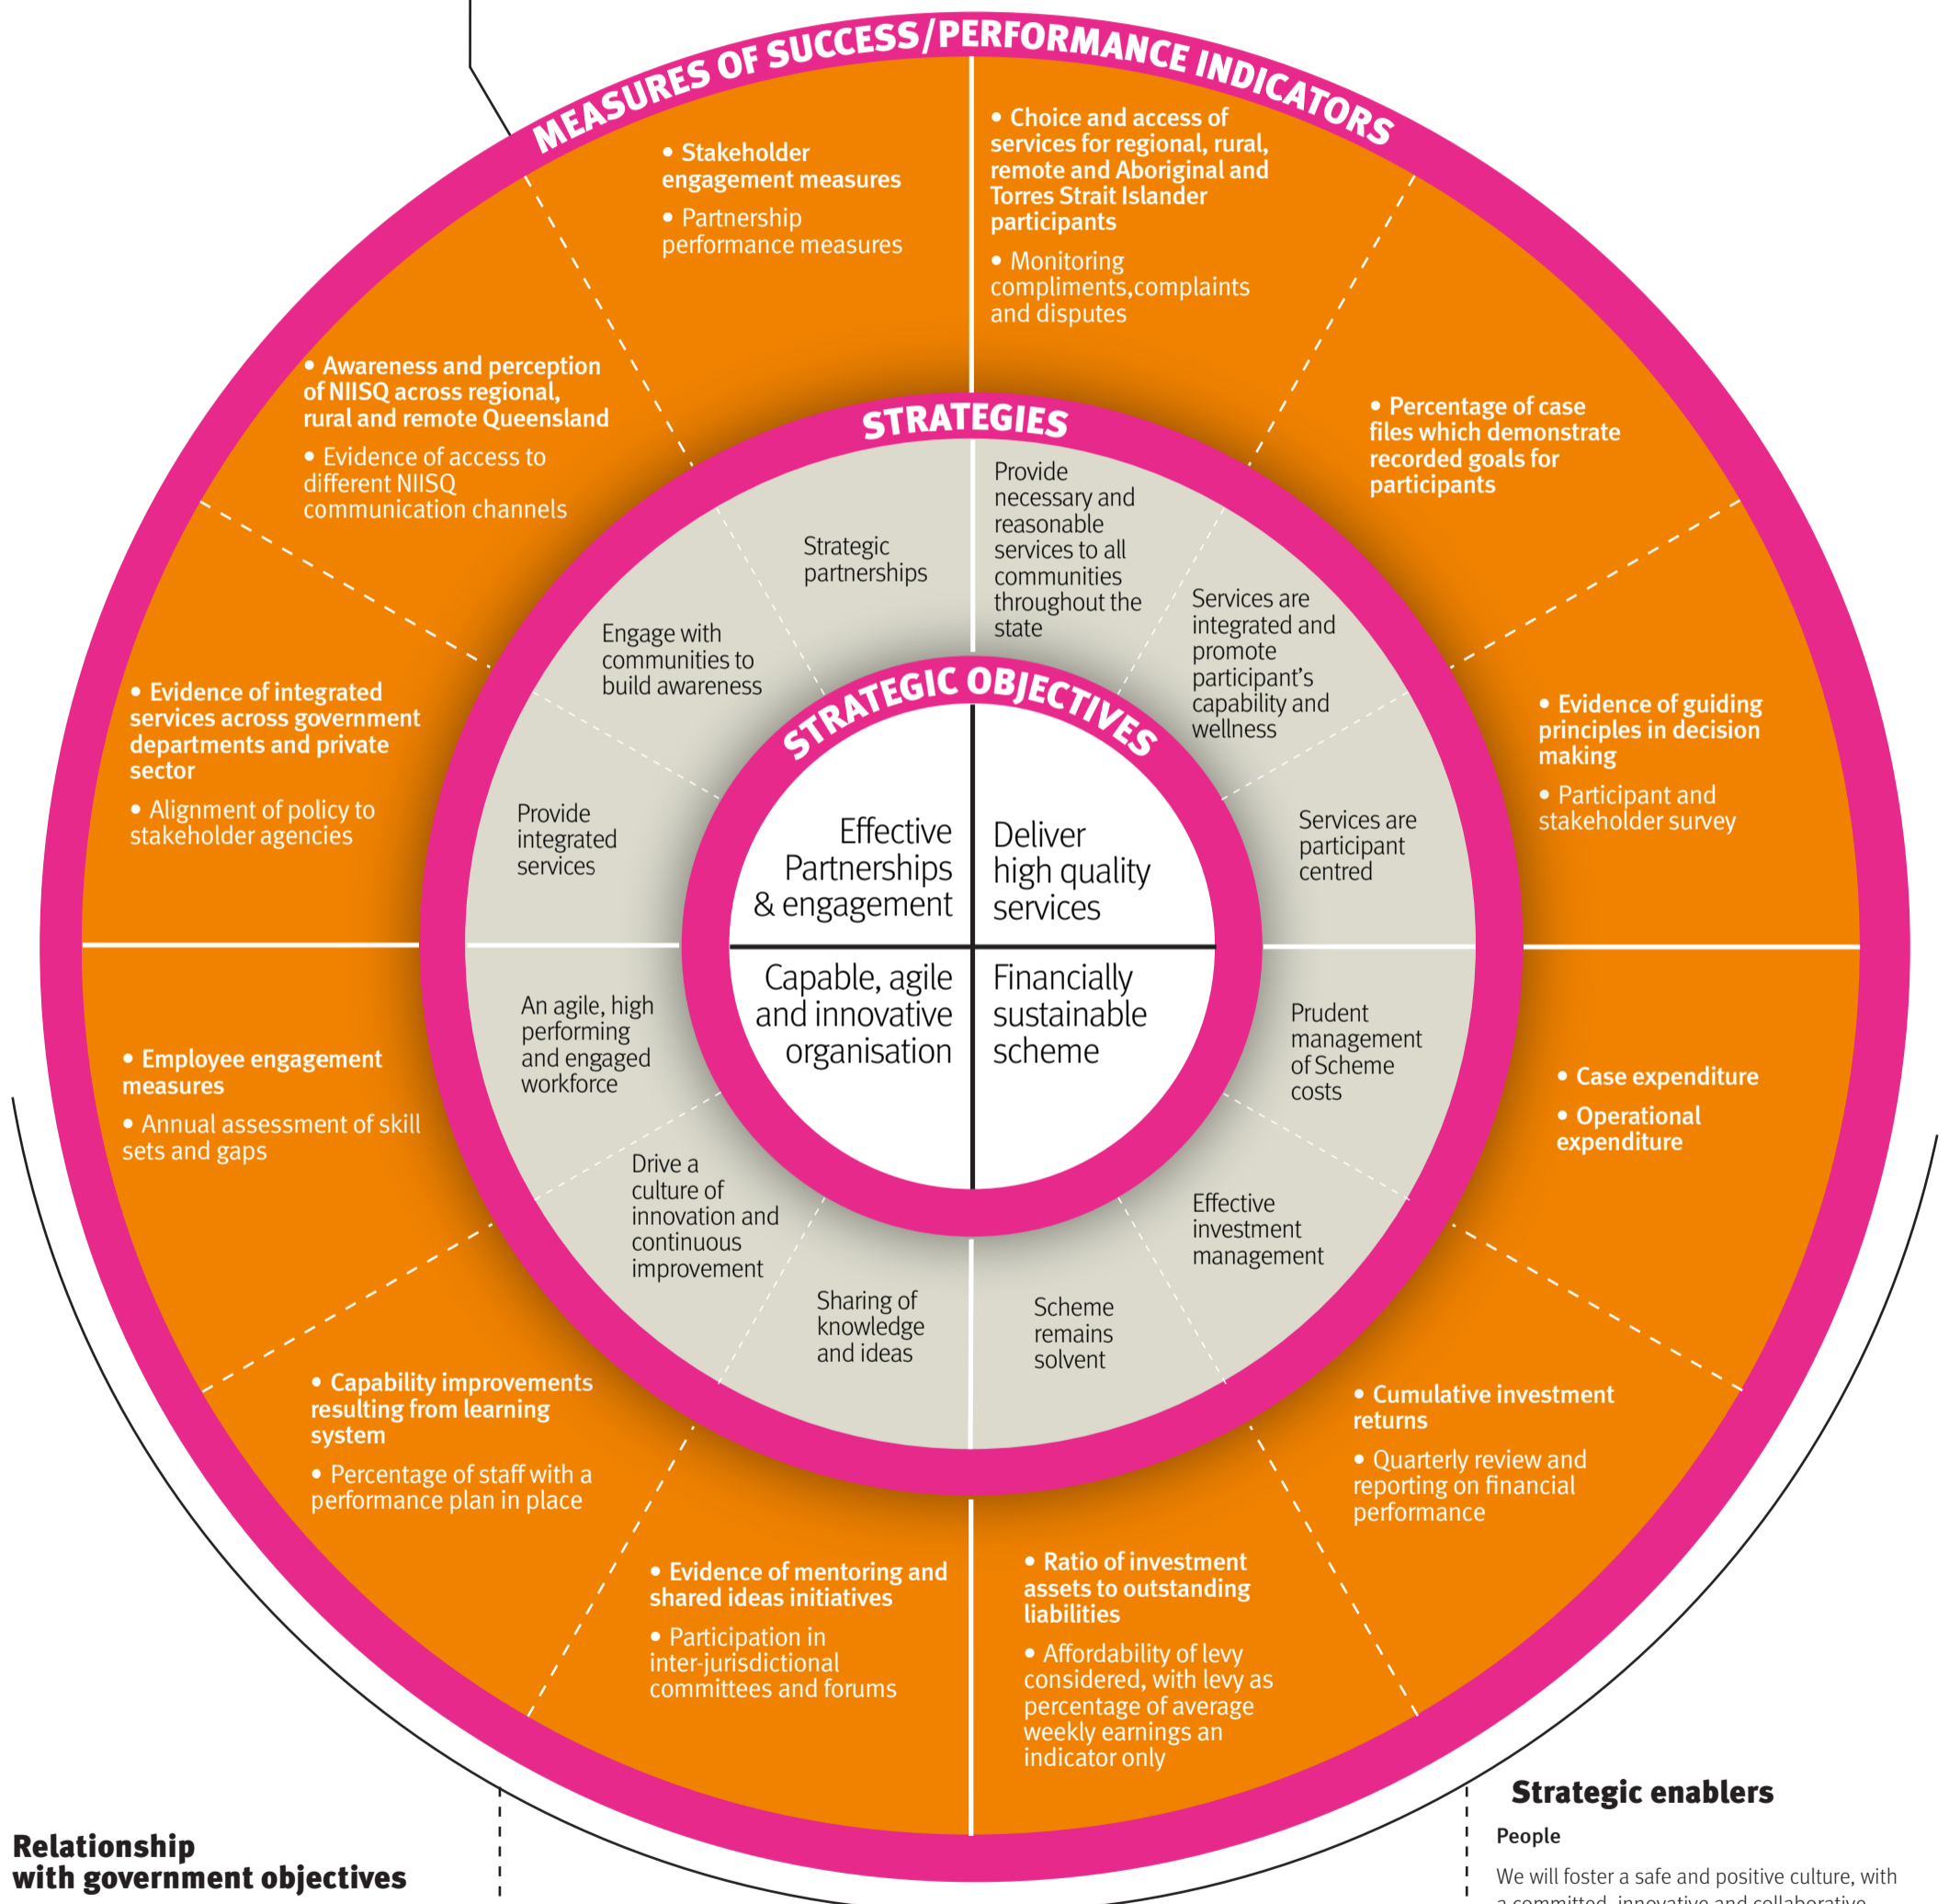 MEASURES OF SUCCESS/PERFORMANCE INDICATORS
• Stakeholder
engagement measures
• Partnership
performance measures
• Choice and access of
services for regional, rural,
remote and Aboriginal and
Torres Strait Islander
participants
• Monitoring
compliments,complaints
and disputes
• Awareness and perception
of NIISQ across regional,
rural and remote Queensland
• Evidence of access to
different NIISQ
communication channels
• Percentage of case
files which demonstrate
recorded goals for
participants
• Evidence of integrated
services across government
departments and private
sector
• Alignment of policy to
stakeholder agencies
• Evidence of guiding
principles in decision
making
• Participant and
stakeholder survey
• Employee engagement
measures
• Annual assessment of skill
sets and gaps
• Case expenditure
• Operational
expenditure
• Capability improvements
resulting from learning
system
• Percentage of staff with a
performance plan in place
• Cumulative investment
returns
• Quarterly review and
reporting on financial
performance
• Evidence of mentoring and
shared ideas initiatives
• Participation in
inter-jurisdictional
committees and forums
• Ratio of investment
assets to outstanding
liabilities
• Affordability of levy
considered, with levy as
percentage of average
weekly earnings an
indicator only
STRATEGIES
Strategic
partnerships
Provide
necessary and
reasonable
services to all
communities
throughout the
state
Engage with
communities to
build awareness
Services are
integrated and
promote
participant's
capability and
wellness
Provide
integrated
services
Services are
participant
centred
An agile, high
performing
and engaged
workforce
Prudent
management
of Scheme
costs
Drive a
culture of
innovation and
continuous
improvement
Effective
investment
management
Sharing of
knowledge
and ideas
Scheme
remains
solvent
STRATEGIC OBJECTIVES
Effective
Partnerships
& engagement
Deliver
high quality
services
Capable, agile
and innovative
organisation
Financially
sustainable
scheme
Relationship
with government objectives
Strategic enablers
People
We will foster a safe and positive culture, with
a committed, innovative and collaborative